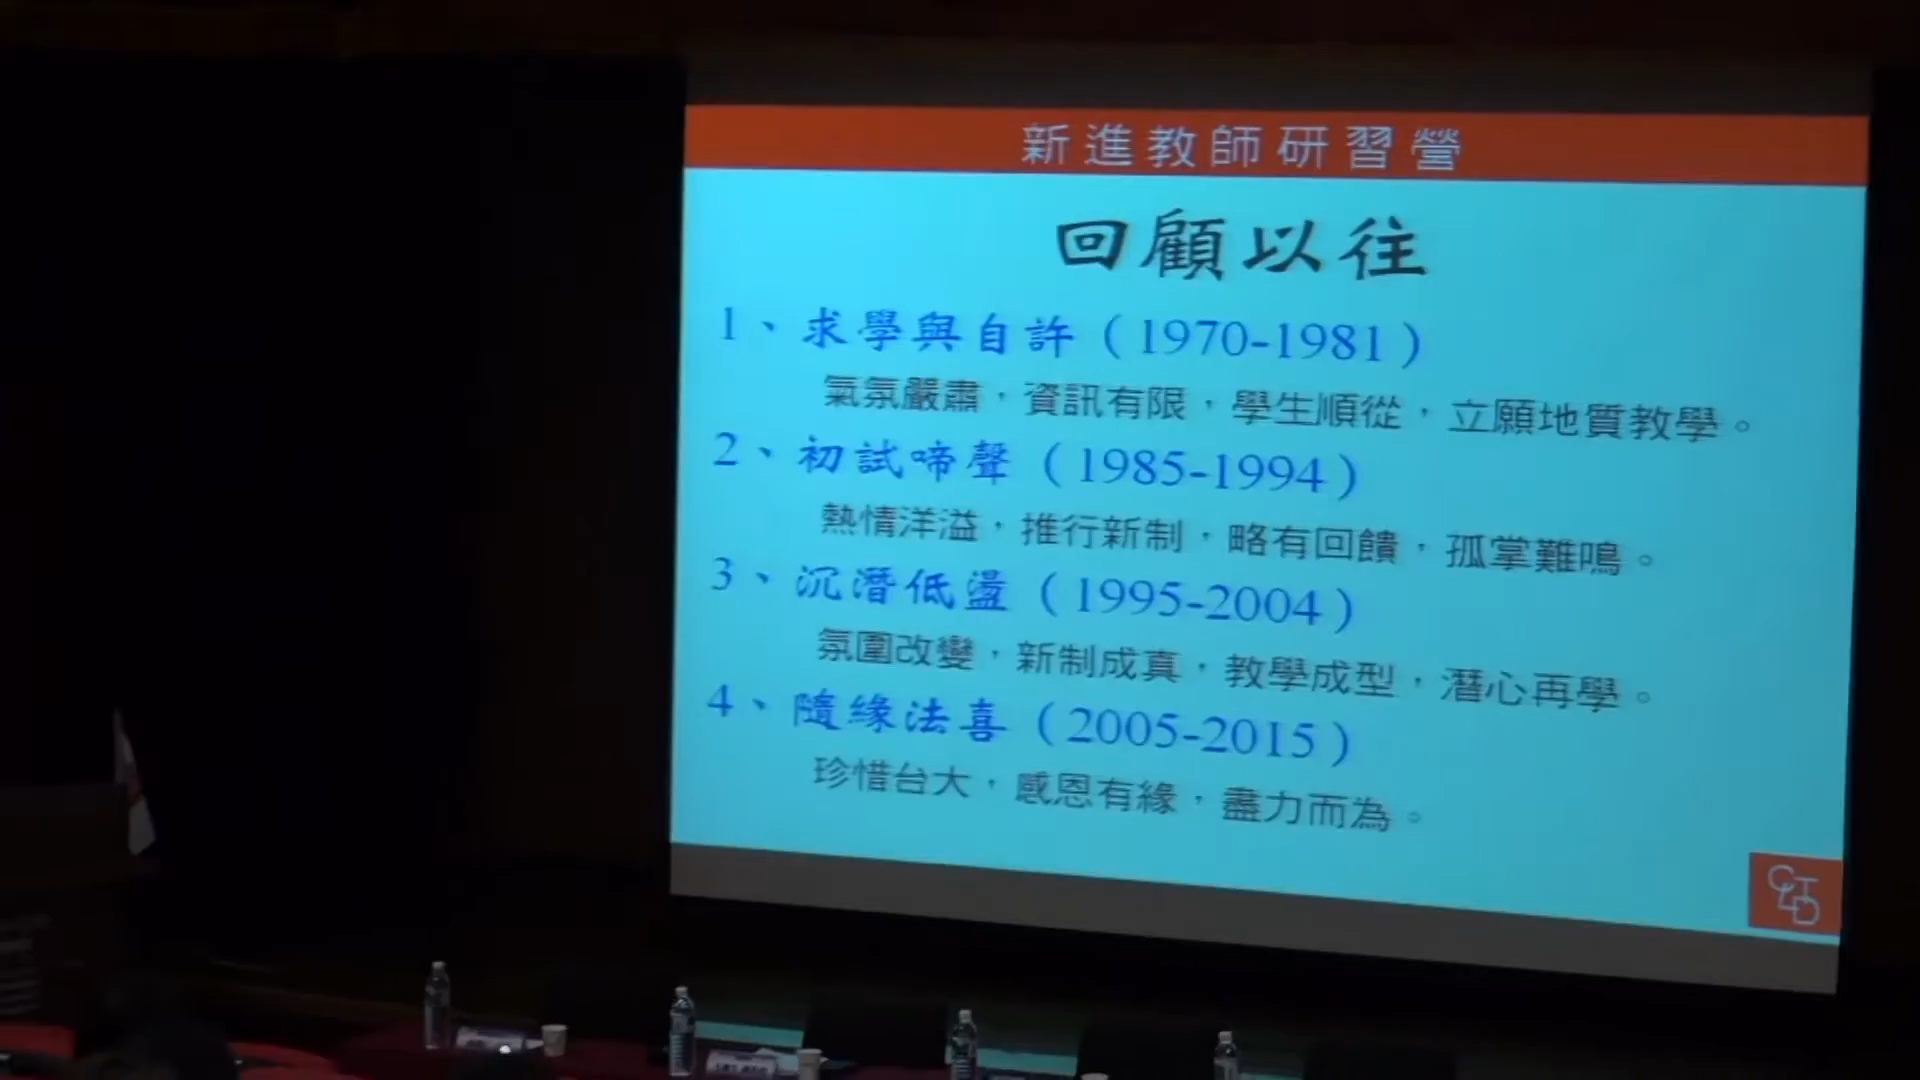 新進教師研習營
回顧以往
1、求學與自許（1970-1981）
氣氛嚴肅，資訊有限，學生順從，立願地質教學。
2、初試啼聲（1985-1994）
熱情洋溢，推行新制，略有回饋，孤掌難鳴。
3、沉潛低盪（1995-2004）
氛圍改變，新制成真，教學成型，潛心再學。
4、隨緣法喜（2005-2015）
珍惜台大，感恩有緣，盡力而為。
CTLD